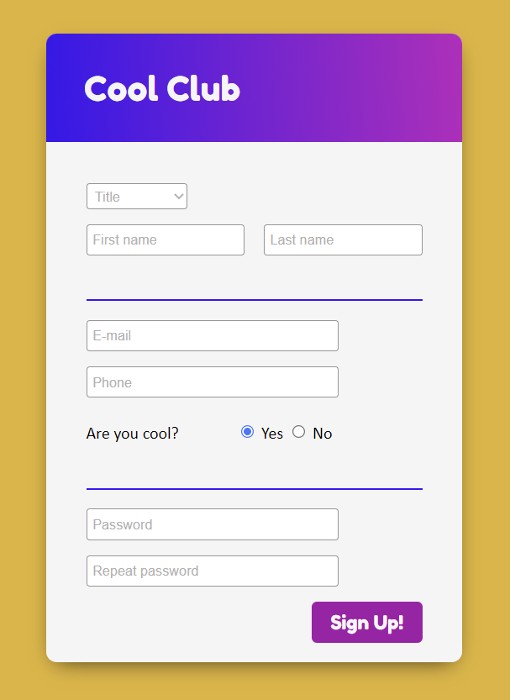 Cool Club
Title
First name Last name
E-mail
Phone
Are you cool? Yes No
Password
Repeat password
Sign Up!